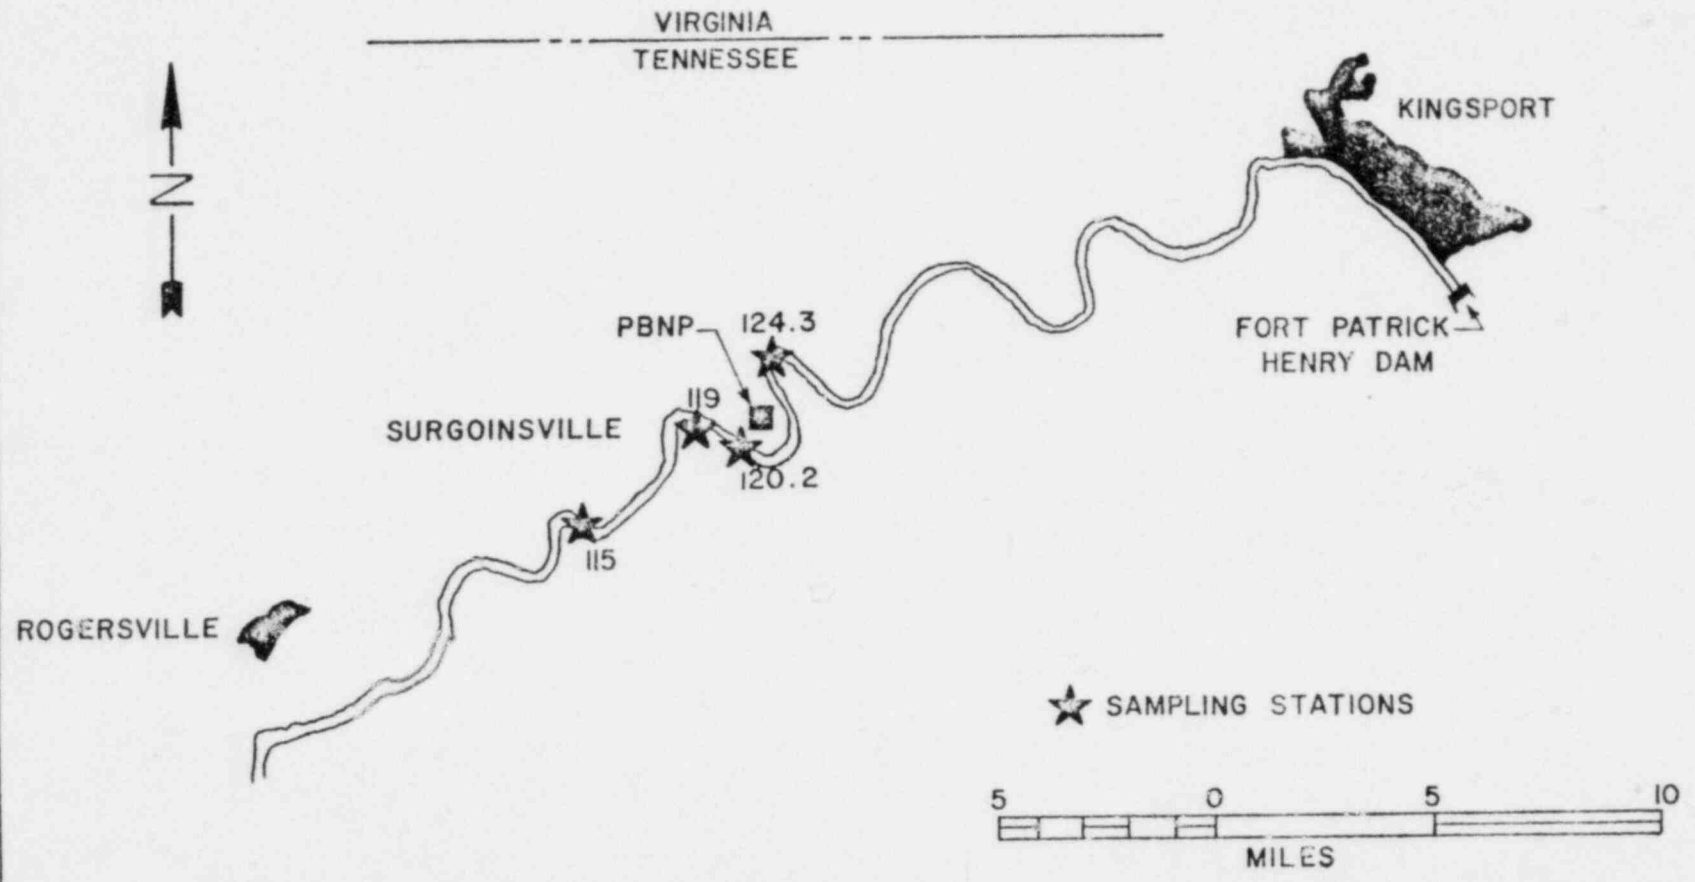 VIRGINIA
TENNESSEE
N
KINGSPORT
FORT PATRICK
HENRY DAM
PBNP
124.3
119
SURGOINSVILLE
120.2
115
ROGERSVILLE
SAMPLING STATIONS
5 0 5 10
MILES